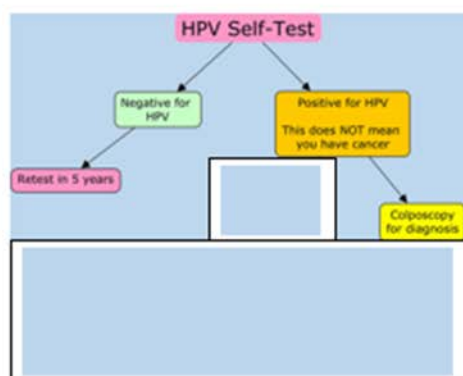 HPV Self-Test
Negative for
HPV
Positive for HPV
This does NOT mean
you have cancer
Retest in 5 years
Colposcopy
for diagnosis